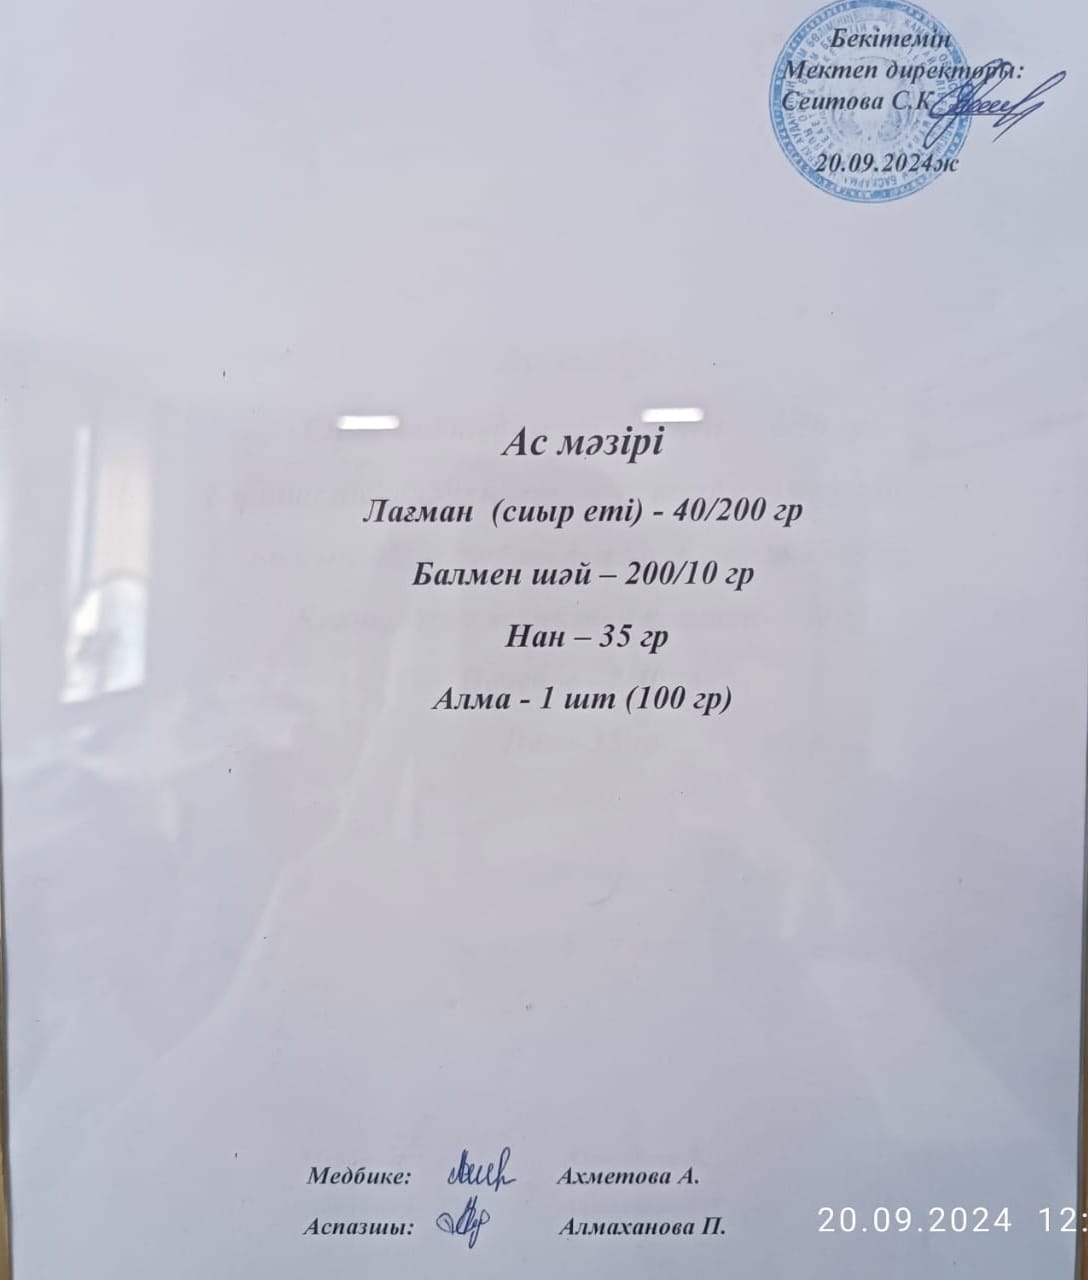 Бекітемін
Мектеп директоры:
Сеитова С.К
20.09.2024ж
Ас мәзірі
Лағман (сиыр еті) - 40/200 гр
Балмен шәй – 200/10 гр
Нан – 35 гр
Алма - 1 шт (100 гр)
Медбике: Ахметова А.
Аспазшы: Алмаханова П.
20.09.2024 12: